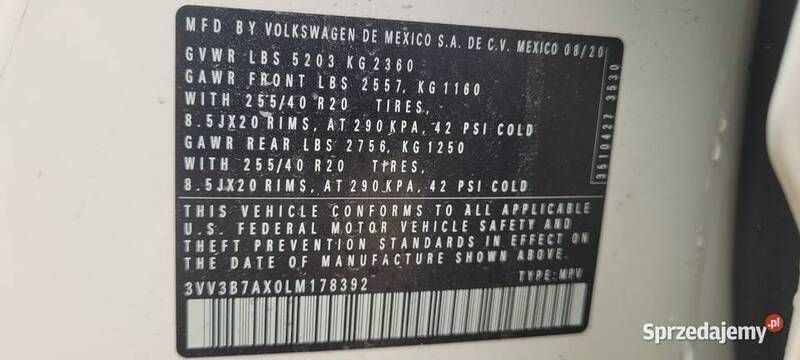 MFD BY VOLKSWAGEN DE MEXICO S.A. DE C.V. MEXICO 08/20
GVWR LBS 5203 KG 2360
GAWR FRONT LBS 2557, KG 1160
WITH 255/40 R20 TIRES,
8.5JX20 RIMS, AT 290 KPA, 42 PSI COLD
GAWR REAR LBS 2756, KG 1250
WITH 255/40 R20 TIRES,
8.5JX20 RIMS, AT 290 KPA, 42 PSI COLD
3510427 3530
THIS VEHICLE CONFORMS TO ALL APPLICABLE
U.S. FEDERAL MOTOR VEHICLE SAFETY AND
THEFT PREVENTION STANDARDS IN EFFECT ON
THE DATE OF MANUFACTURE SHOWN ABOVE.
3VV3B7AX0LM178392 TYPE: MPV
Sprzedajemy.pl